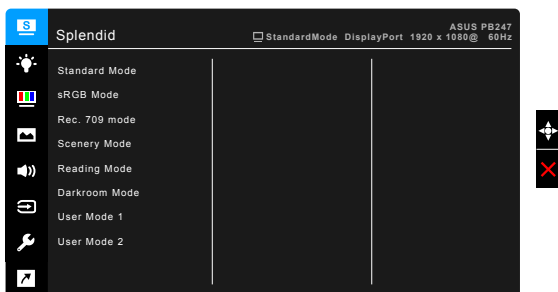 S
ASUS PB247
Splendid
StandardMode DisplayPort 1920 x 1080@ 60Hz
Standard Mode
sRGB Mode
Rec. 709 mode
Scenery Mode
Reading Mode
Darkroom Mode
User Mode 1
User Mode 2